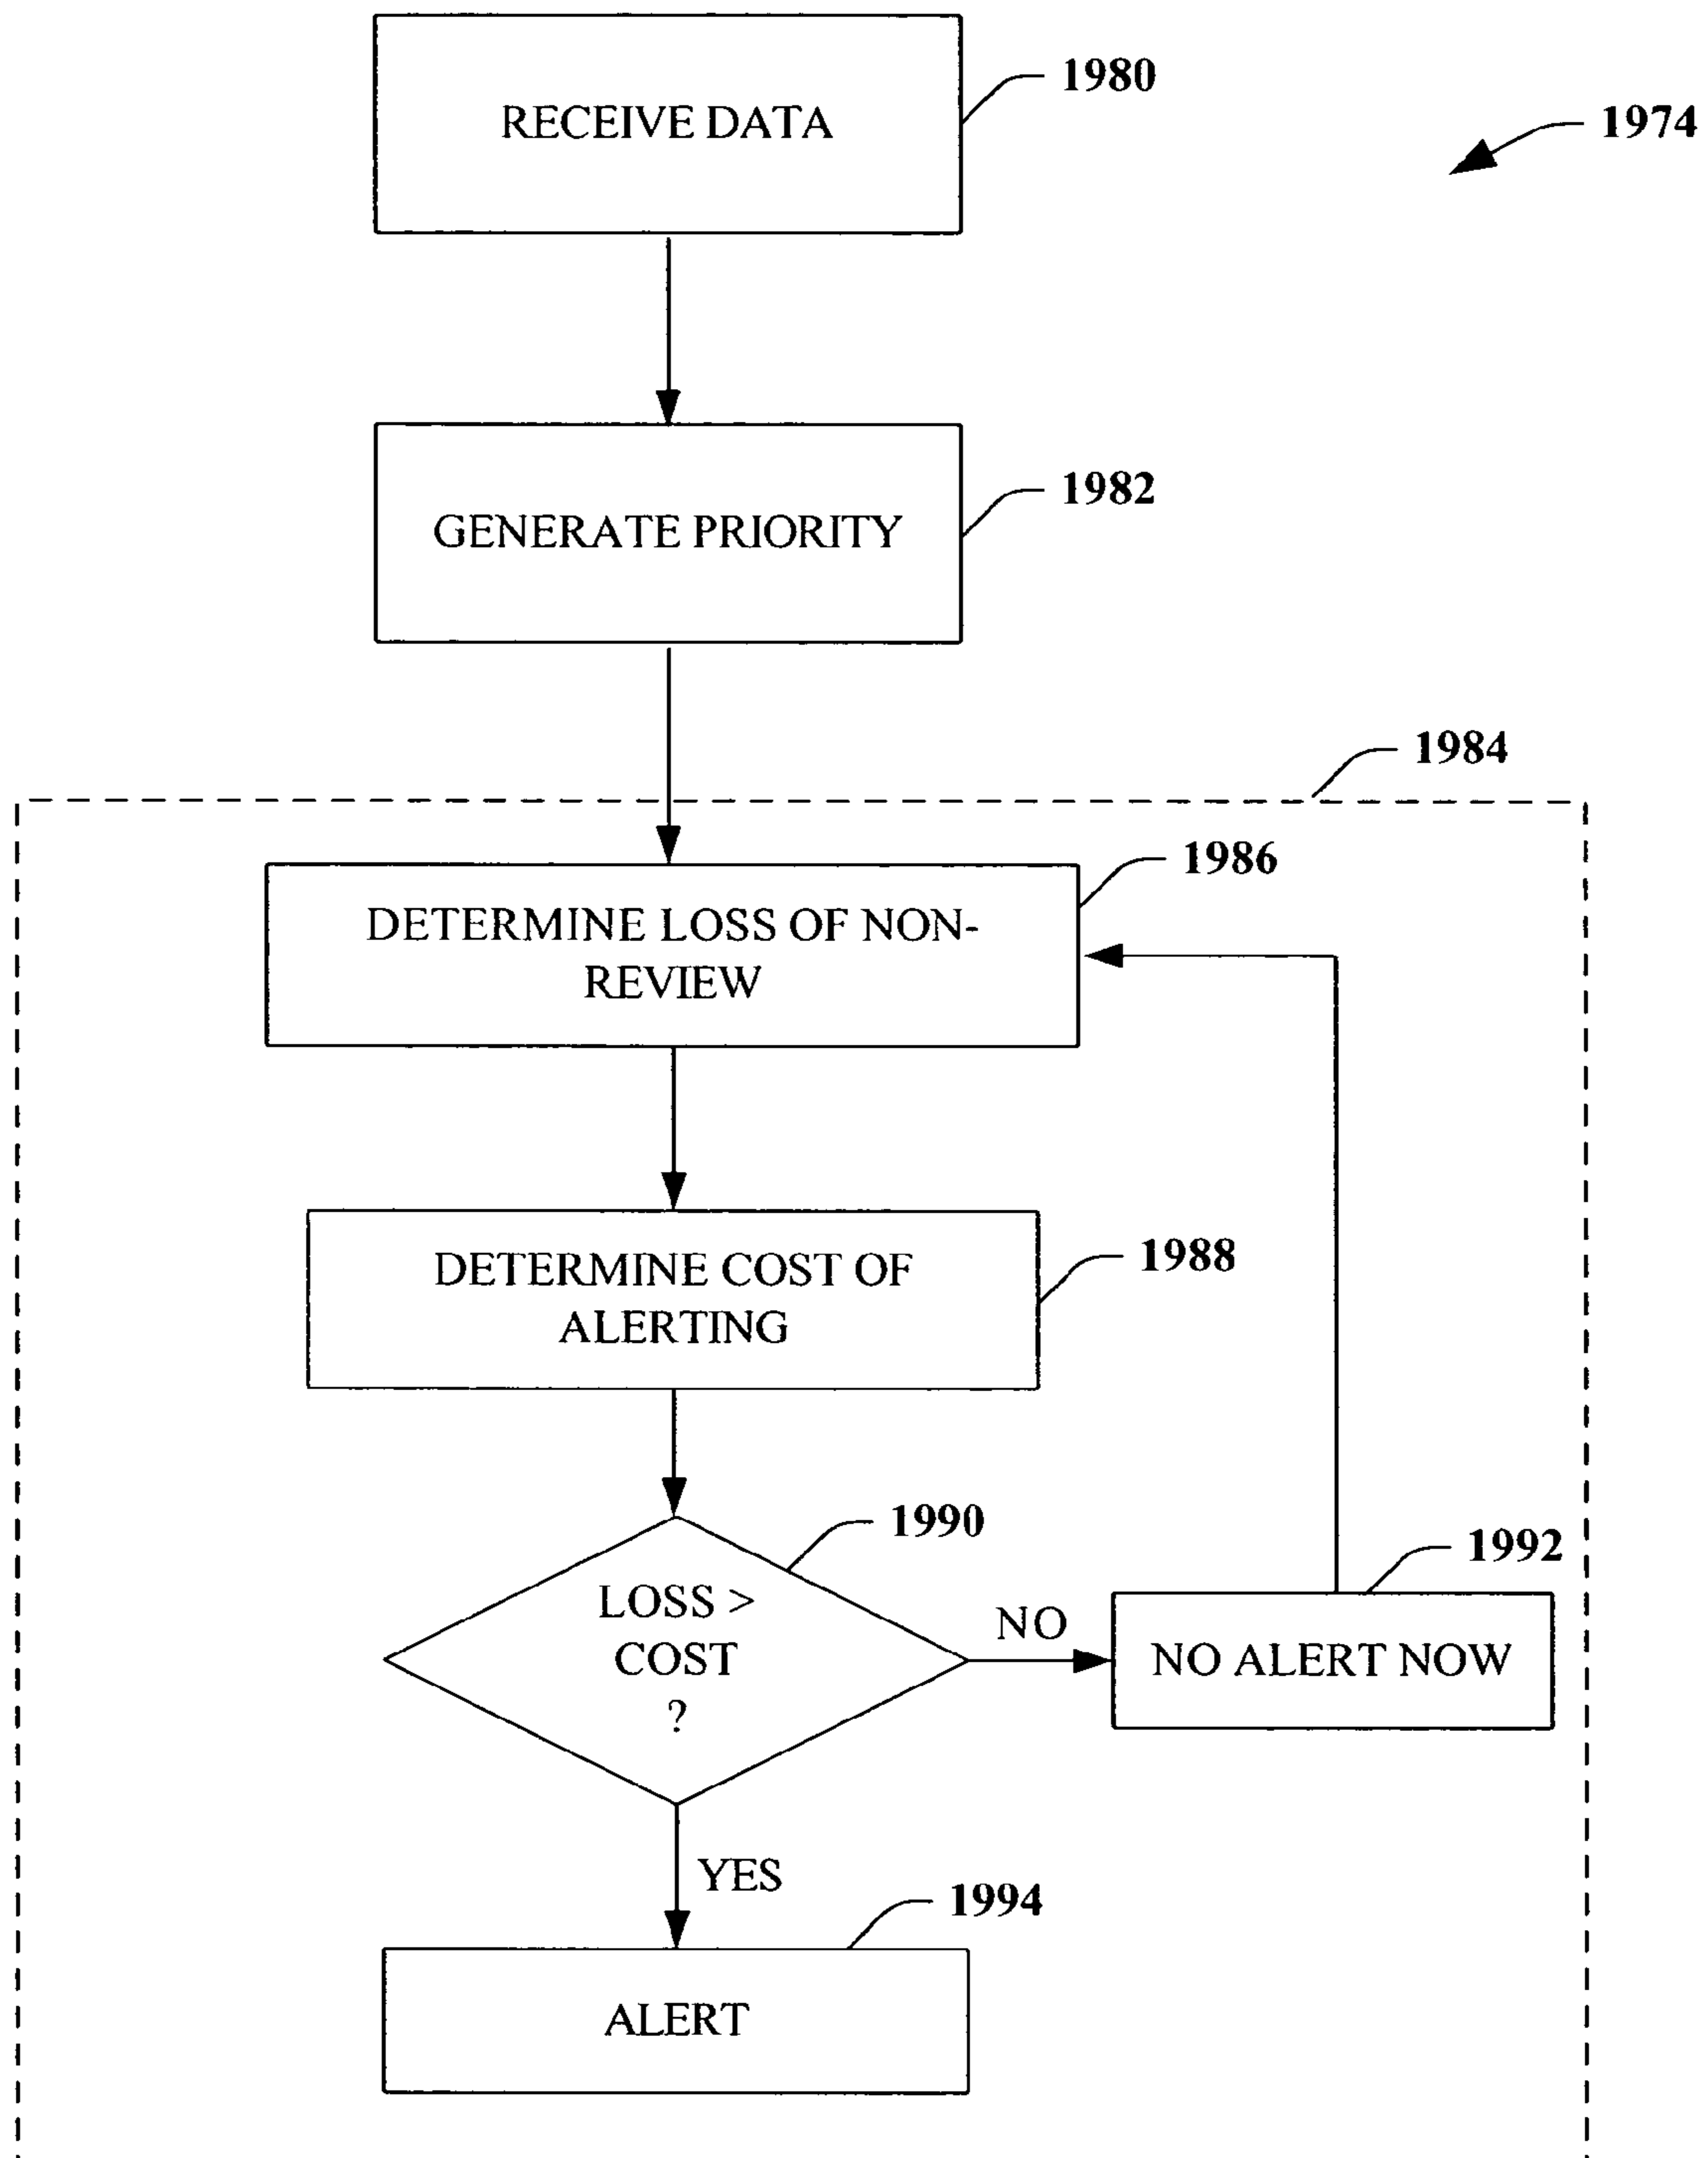 1980
RECEIVE DATA
1974
1982
GENERATE PRIORITY
1984
1986
DETERMINE LOSS OF NON-
REVIEW
1988
DETERMINE COST OF
ALERTING
1990
LOSS >
COST
?
NO
1992
NO ALERT NOW
YES
1994
ALERT